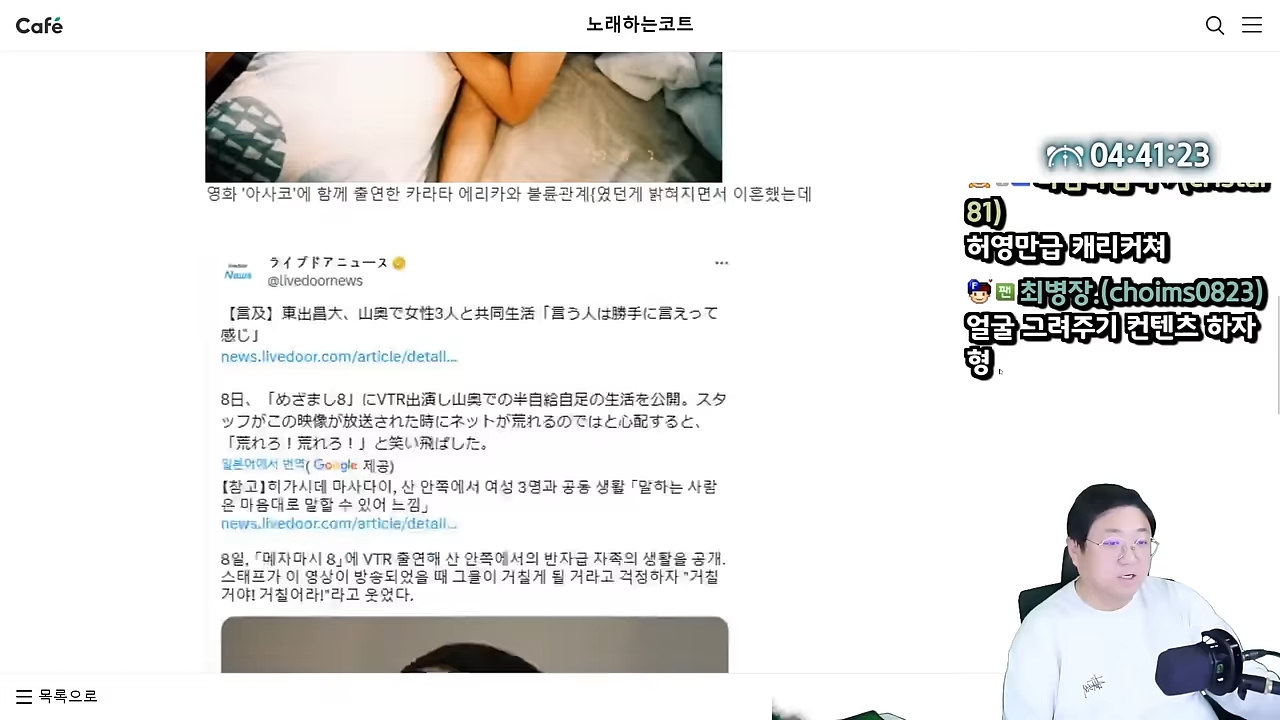 Café
노래하는코트
04:41:23
81)
허영만급 캐리커쳐
팬 최병장.(choims0823)
얼굴 그려주기 컨텐츠 하자
형
영화 '아사코'에 함께 출연한 카라타 에리카와 불륜관계{였던게 밝혀지면서 이혼했는데
livedoor News
ライブドアニュース
@livedoornews
【言及】東出昌大、山奥で女性3人と共同生活「言う人は勝手に言えって
感じ」
news.livedoor.com/article/detail...
8日、「めざまし8」にVTR出演し山奥での半自給自足の生活を公開。スタ
ッフがこの映像が放送された時にネットが荒れるのではと心配すると、
「荒れろ！荒れろ！」と笑い飛ばした。
일본어에서 번역( Google 제공)
【참고】히가시데 마사다이, 산 안쪽에서 여성 3명과 공동 생활 「말하는 사람
은 마음대로 말할 수 있어 느낌」
news.livedoor.com/article/detail...
8일, 「메자마시 8」에 VTR 출연해 산 안쪽에서의 반자급 자족의 생활을 공개.
스태프가 이 영상이 방송되었을 때 그물이 거칠게 될 거라고 걱정하자 "거칠
거야! 거칠어라!"라고 웃었다.
목록으로